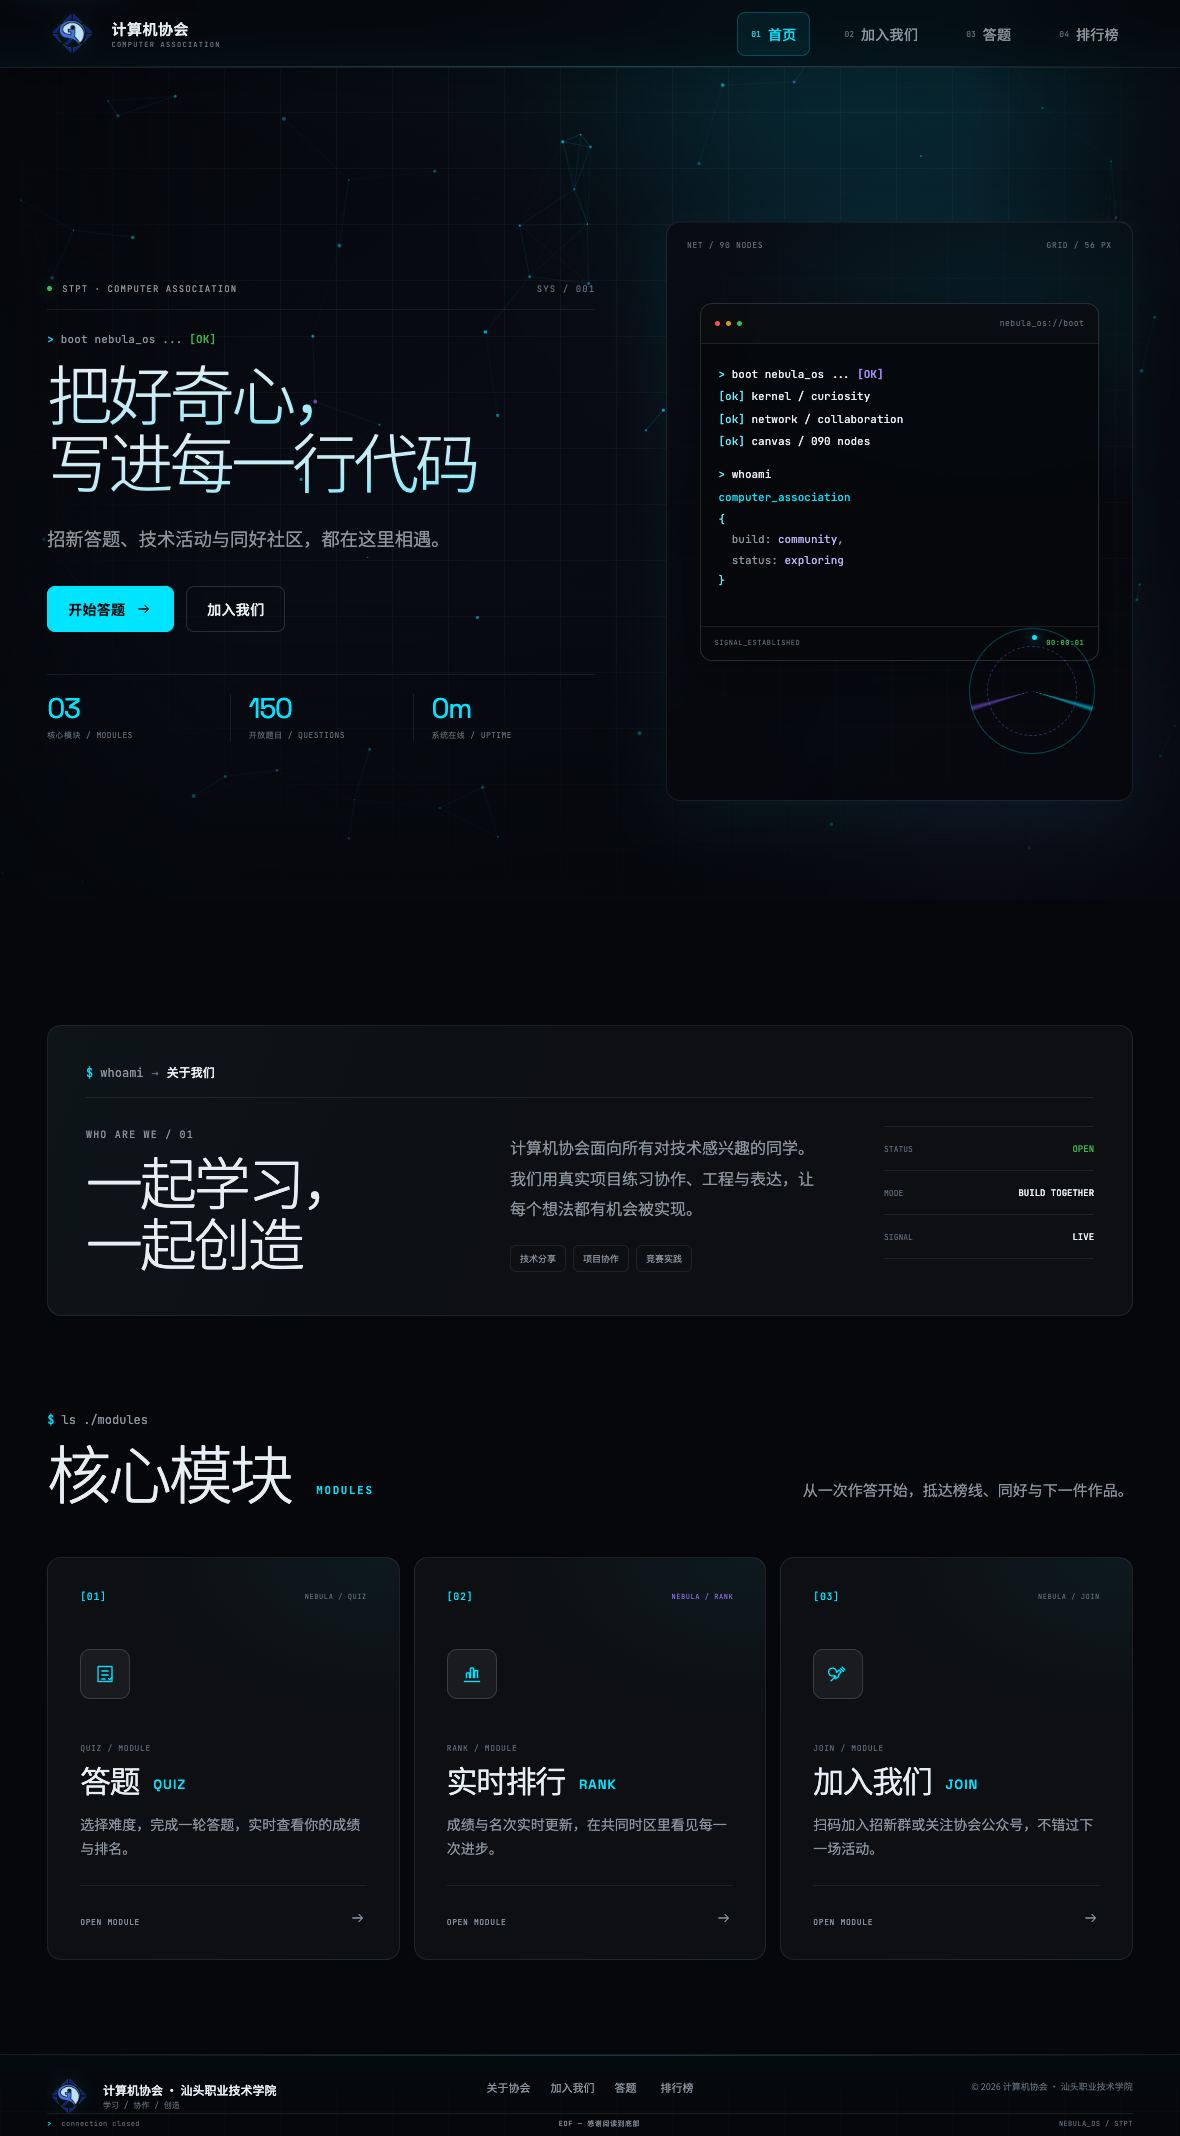 计算机协会
COMPUTER ASSOCIATION
01 首页
02 加入我们
03 答题
04 排行榜
NET / 90 NODES
GRID / 56 PX
STPT · COMPUTER ASSOCIATION
SYS / 001
> boot nebula_os ... [OK]
把好奇心，
写进每一行代码
招新答题、技术活动与同好社区，都在这里相遇。
开始答题 →
加入我们
03
核心模块 / MODULES
150
开放题目 / QUESTIONS
0m
系统在线 / UPTIME
nebula_os://boot
> boot nebula_os ... [OK]
[ok] kernel / curiosity
[ok] network / collaboration
[ok] canvas / 090 nodes
> whoami
computer_association
{
build: community,
status: exploring
}
SIGNAL_ESTABLISHED
00:00:01
$ whoami → 关于我们
WHO ARE WE / 01
一起学习，
一起创造
计算机协会面向所有对技术感兴趣的同学。
我们用真实项目练习协作、工程与表达，让
每个想法都有机会被实现。
技术分享
项目协作
竞赛实践
STATUS
OPEN
MODE
BUILD TOGETHER
SIGNAL
LIVE
$ ls ./modules
核心模块 MODULES
从一次作答开始，抵达榜线、同好与下一件作品。
[01]
NEBULA / QUIZ
QUIZ / MODULE
答题 QUIZ
选择难度，完成一轮答题，实时查看你的成绩
与排名。
OPEN MODULE →
[02]
NEBULA / RANK
RANK / MODULE
实时排行 RANK
成绩与名次实时更新，在共同时区里看见每一
次进步。
OPEN MODULE →
[03]
NEBULA / JOIN
JOIN / MODULE
加入我们 JOIN
扫码加入招新群或关注协会公众号，不错过下
一场活动。
OPEN MODULE →
计算机协会 · 汕头职业技术学院
学习 / 协作 / 创造
关于协会
加入我们
答题
排行榜
© 2026 计算机协会 · 汕头职业技术学院
> connection closed
EOF — 感谢阅读到底部
NEBULA_OS / STPT